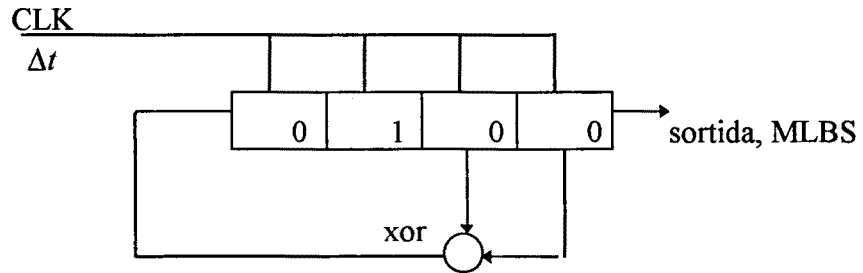 CLK
Δt
0 1 0 0
sortida, MLBS
xor